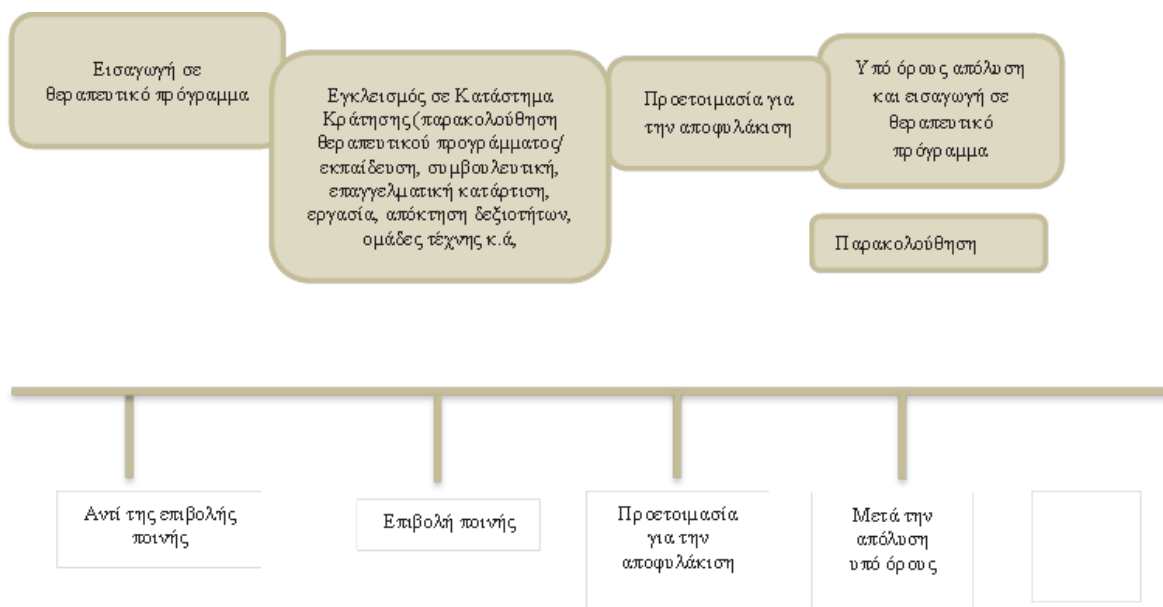 Εισαγωγή σε
θεραπευτικό πρόγραμμα
Εγκλεισμός σε Κατάστημα
Κράτησης (παρακολούθηση
θεραπευτικού προγράμματος/
εκπαίδευση, συμβουλευτική,
επαγγελματική κατάρτιση,
εργασία, απόκτηση δεξιοτήτων,
ομάδες τέχνης κ.ά,
Προετοιμασία για
την αποφυλάκιση
Υπό όρους απόλυση
και εισαγωγή σε
θεραπευτικό
πρόγραμμα
Παρακολούθηση
Αντί της επιβολής
ποινής
Επιβολή ποινής
Προετοιμασία
για την
αποφυλάκιση
Μετά την
απόλυση
υπό όρους